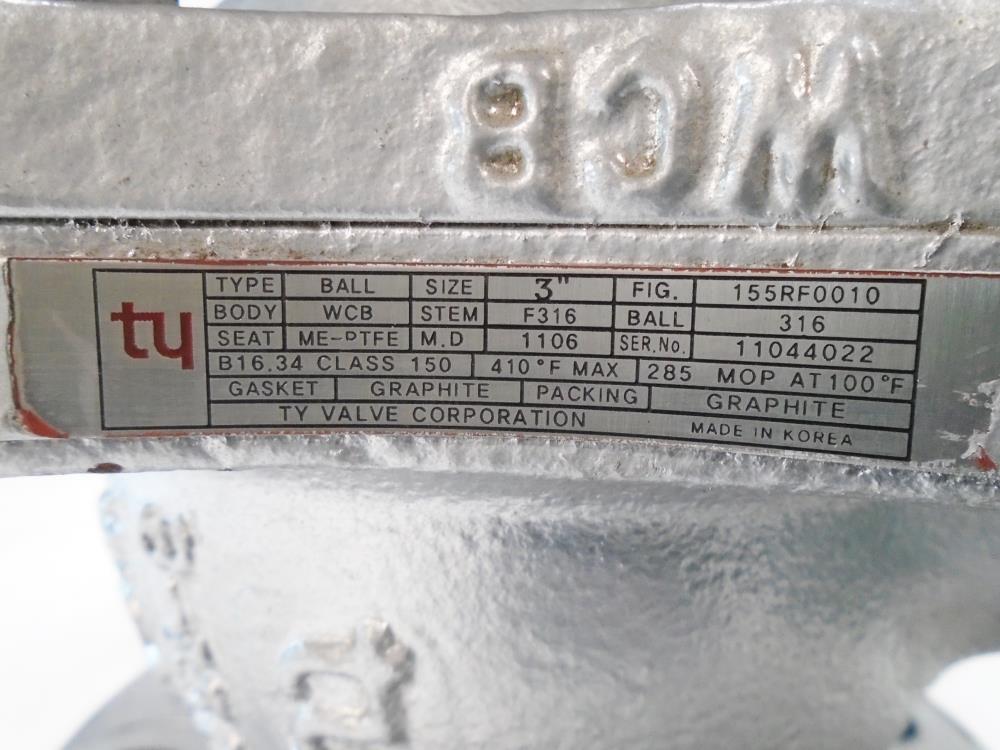 WCB
ty
TYPE BALL SIZE 3" FIG. 155RF0010
BODY WCB STEM F316 BALL 316
SEAT ME-PTFE M.D 1106 SER.No. 11044022
B16.34 CLASS 150 410°F MAX 285 MOP AT 100°F
GASKET GRAPHITE PACKING GRAPHITE
TY VALVE CORPORATION MADE IN KOREA